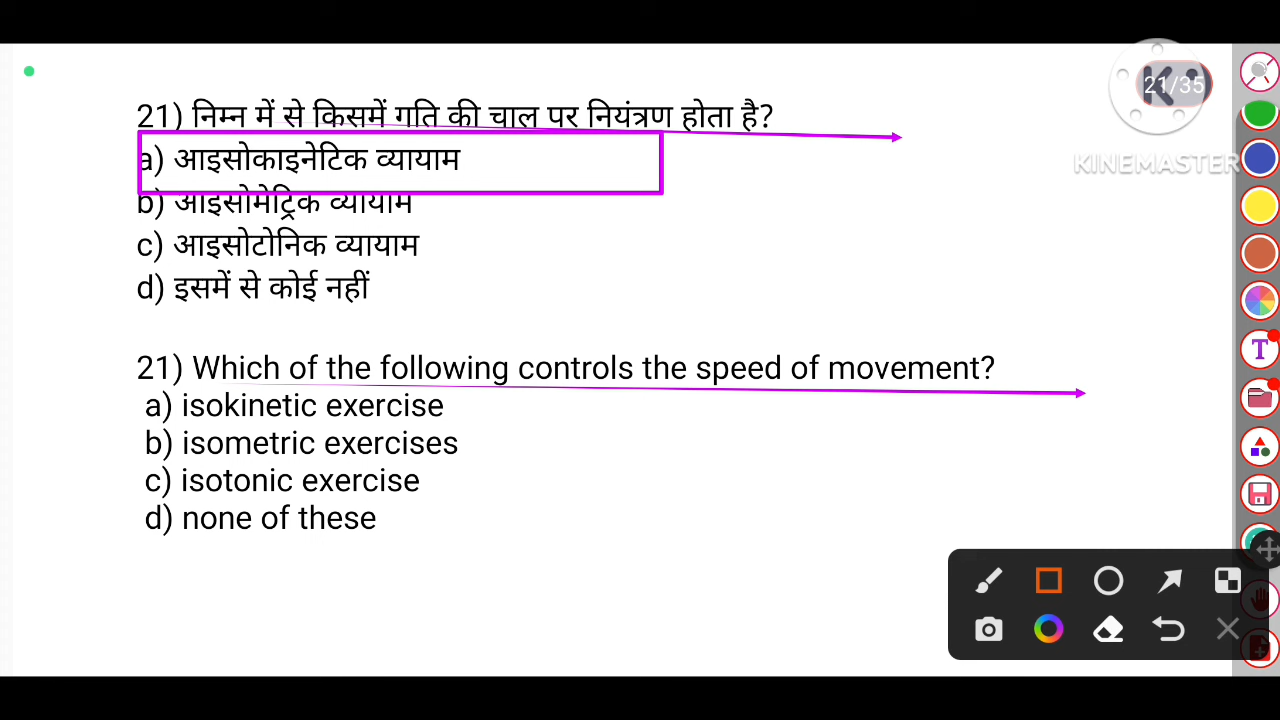 21/35
KINEMASTER
21) निम्न में से किसमें गति की चाल पर नियंत्रण होता है?
a) आइसोकाइनेटिक व्यायाम
b) आइसोमेट्रिक व्यायाम
c) आइसोटोनिक व्यायाम
d) इसमें से कोई नहीं
21) Which of the following controls the speed of movement?
a) isokinetic exercise
b) isometric exercises
c) isotonic exercise
d) none of these
T